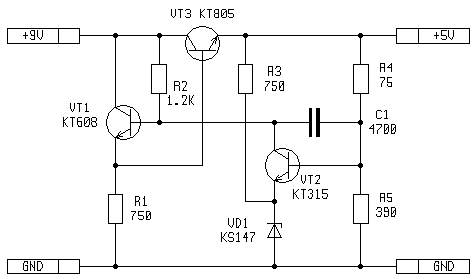 VT3 KT805
+9V
+5V
R2
1.2K
R3
750
R4
75
VT1
KT608
C1
4700
VT2
KT315
R1
750
VD1
KS147
R5
390
GND
GND